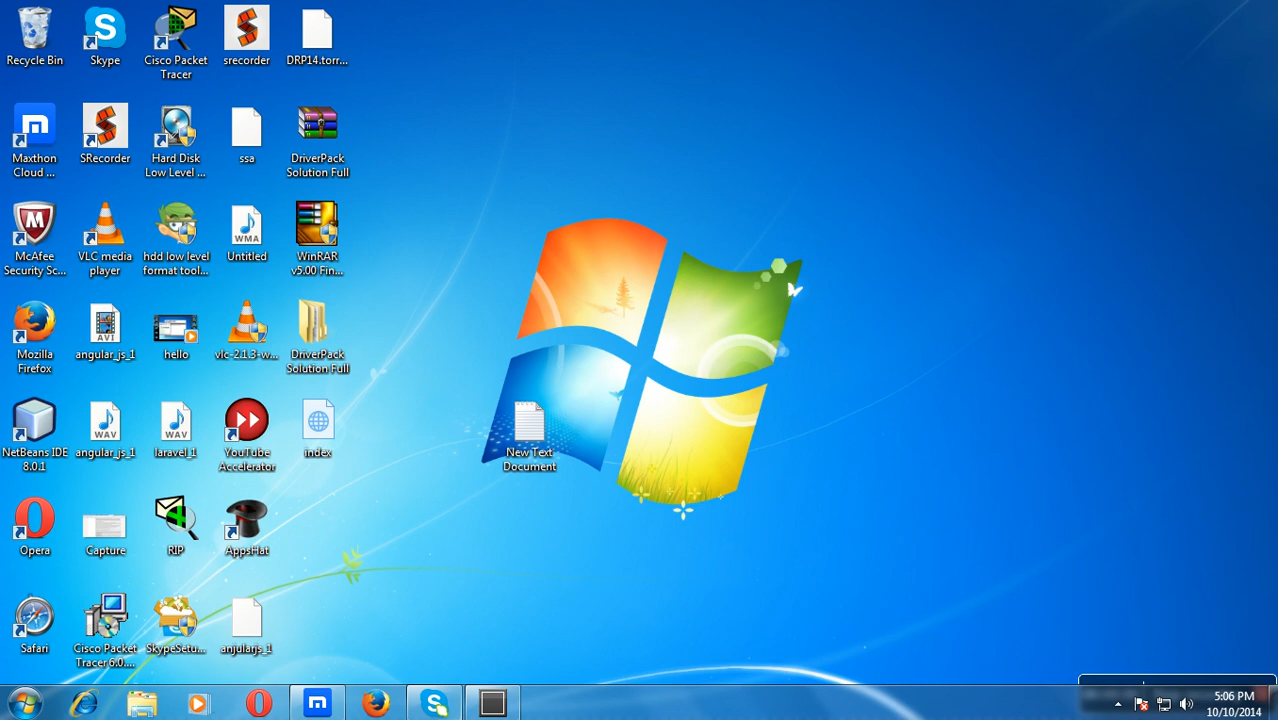 Recycle Bin
Skype
Cisco Packet
Tracer
srecorder
DRP14.torr...
Maxthon
Cloud ...
SRecorder
Hard Disk
Low Level ...
ssa
DriverPack
Solution Full
McAfee
Security Sc...
VLC media
player
hdd low level
format tool...
WMA
Untitled
WinRAR
v5.00 Fin...
Mozilla
Firefox
AVI
angular_js_1
hello
vlc-2.1.3-w...
DriverPack
Solution Full
NetBeans IDE
8.0.1
WAV
angular_js_1
WAV
laravel_1
YouTube
Accelerator
index
New Text
Document
Opera
Capture
RIP
AppsHat
Safari
Cisco Packet
Tracer 6.0....
SkypeSetu...
anjularjs_1
5:06 PM
10/10/2014